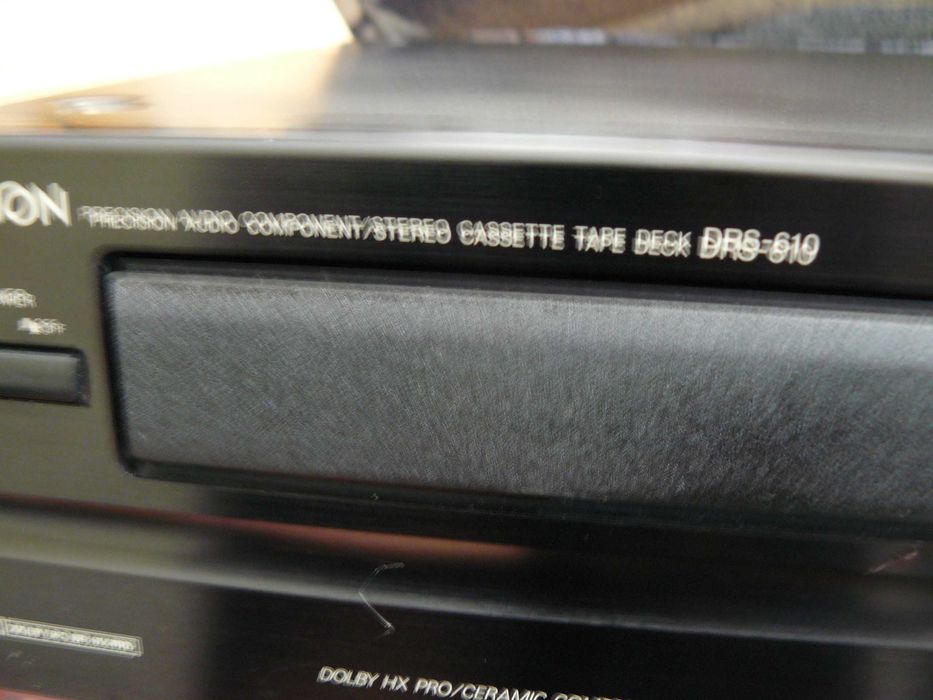 ON PRECISION AUDIO COMPONENT/STEREO CASSETTE TAPE DECK DRS-610
DOLBY HX PRO/CERAMIC